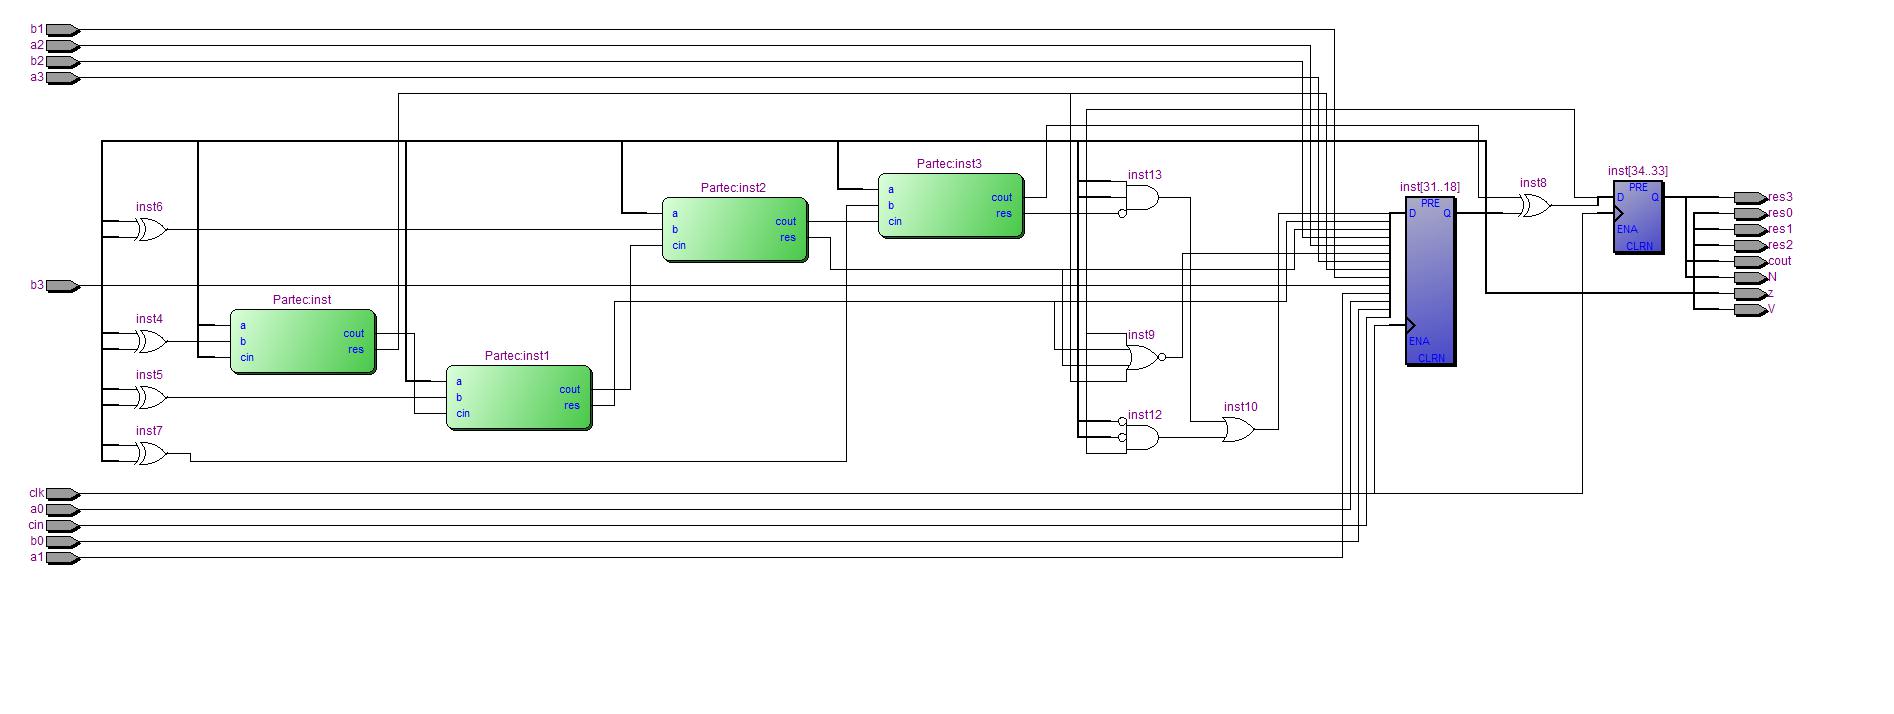 b1
a2
b2
a3
Partec:inst3
a
b
cin
cout
res
inst13
inst[34..33]
PRE
D
Q
ENA
CLRN
inst8
inst[31..18]
PRE
D
Q
ENA
CLRN
Partec:inst2
a
b
cin
cout
res
inst6
res3
res0
res1
res2
cout
N
z
V
b3
Partec:inst
a
b
cin
cout
res
inst4
inst9
Partec:inst1
a
b
cin
cout
res
inst5
inst10
inst12
inst7
clk
a0
cin
b0
a1